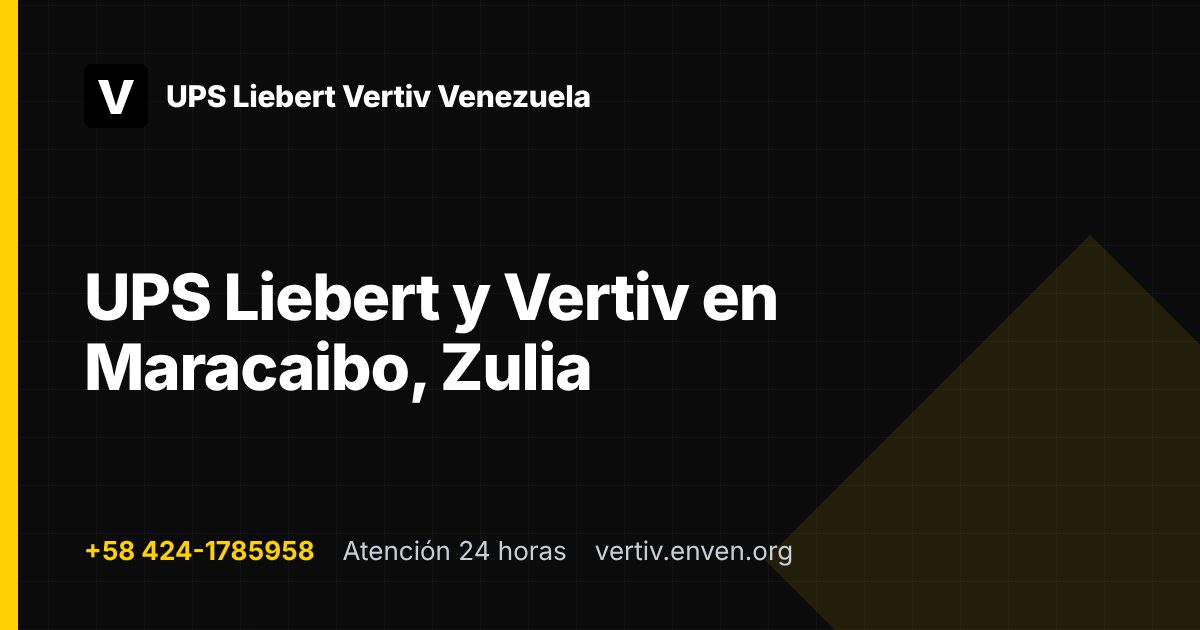 V
UPS Liebert Vertiv Venezuela
UPS Liebert y Vertiv en
Maracaibo, Zulia
+58 424-1785958 Atención 24 horas vertiv.enven.org